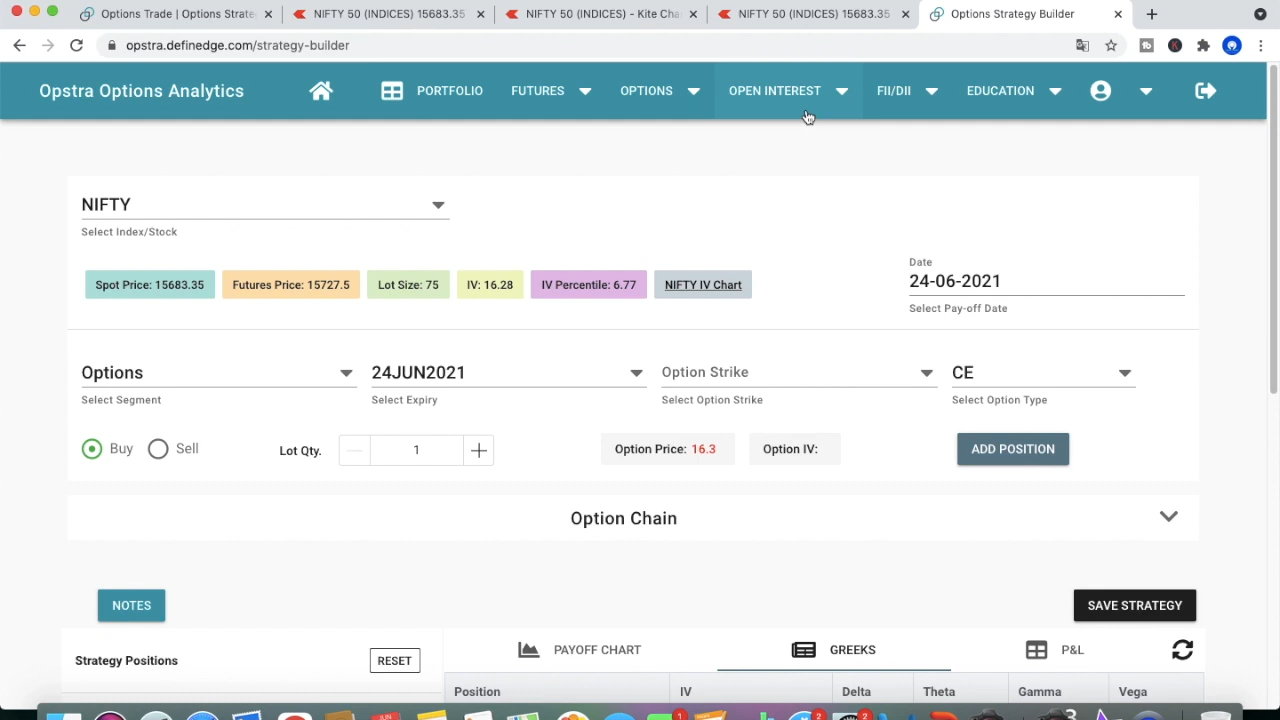 Options Trade | Options Strate
NIFTY 50 (INDICES) 15683.35
NIFTY 50 (INDICES) - Kite Cha
NIFTY 50 (INDICES) 15683.35
Options Strategy Builder
opstra.definedge.com/strategy-builder
Opstra Options Analytics
PORTFOLIO
FUTURES
OPTIONS
OPEN INTEREST
FII/DII
EDUCATION
NIFTY
Select Index/Stock
Spot Price: 15683.35
Futures Price: 15727.5
Lot Size: 75
IV: 16.28
IV Percentile: 6.77
NIFTY IV Chart
Date
24-06-2021
Select Pay-off Date
Options
24JUN2021
Option Strike
CE
Select Segment
Select Expiry
Select Option Strike
Select Option Type
Buy
Sell
Lot Qty.
1
Option Price: 16.3
Option IV:
ADD POSITION
Option Chain
NOTES
SAVE STRATEGY
Strategy Positions
RESET
PAYOFF CHART
GREEKS
P&L
Position
IV
Delta
Theta
Gamma
Vega